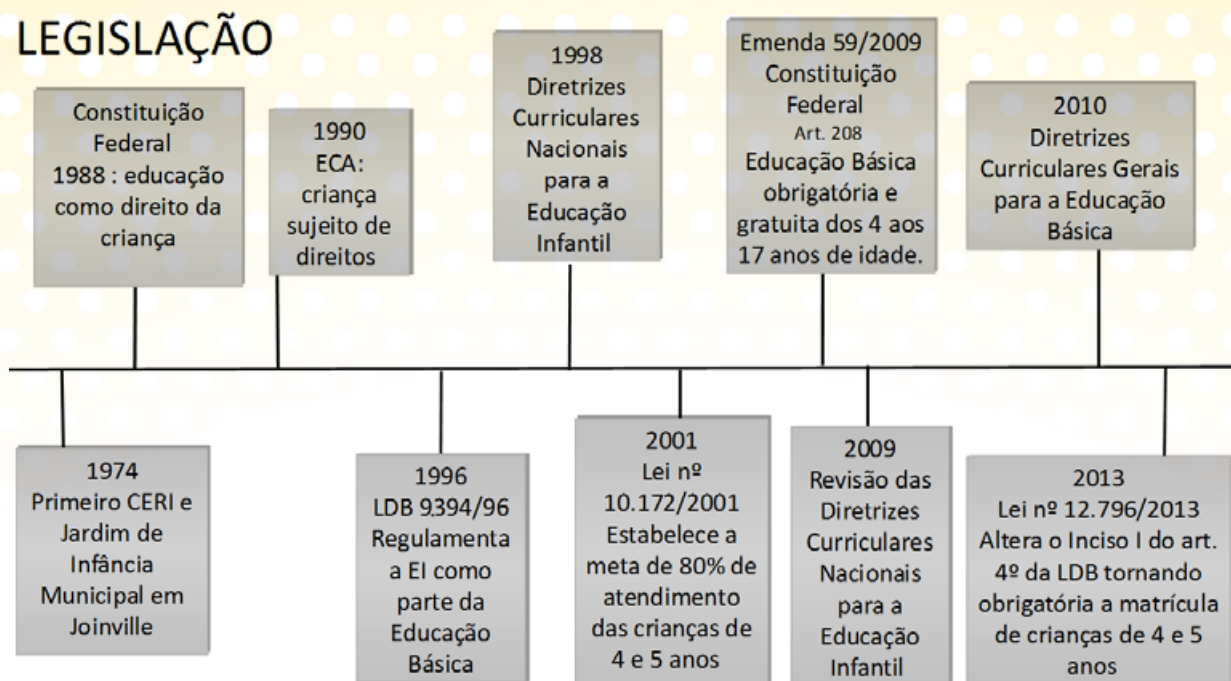 LEGISLAÇÃO
Constituição
Federal
1988 : educação
como direito da
criança
1990
ECA:
criança
sujeito de
direitos
1998
Diretrizes
Curriculares
Nacionais
para a
Educação
Infantil
Emenda 59/2009
Constituição
Federal
Art. 208
Educação Básica
obrigatória e
gratuita dos 4 aos
17 anos de idade.
2010
Diretrizes
Curriculares Gerais
para a Educação
Básica
1974
Primeiro CERI e
Jardim de
Infância
Municipal em
Joinville
1996
LDB 9394/96
Regulamenta
a EI como
parte da
Educação
Básica
2001
Lei nº
10.172/2001
Estabelece a
meta de 80% de
atendimento
das crianças de
4 e 5 anos
2009
Revisão das
Diretrizes
Curriculares
Nacionais
para a
Educação
Infantil
2013
Lei nº 12.796/2013
Altera o Inciso I do art.
4º da LDB tornando
obrigatória a matrícula
de crianças de 4 e 5
anos